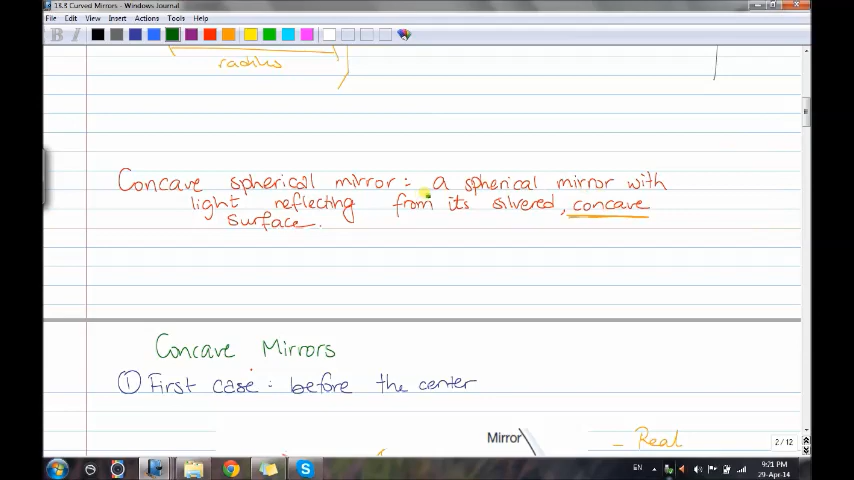 18.8 Curved Mirrors - Windows Journal
File Edit View Insert Actions Tools Help
B I
radius
Concave spherical mirror: a spherical mirror with
light reflecting from its silvered, concave
surface.
Concave Mirrors
① First case: before the center
Mirror
- Real
2/12
EN
9:21 PM
29-Apr-14